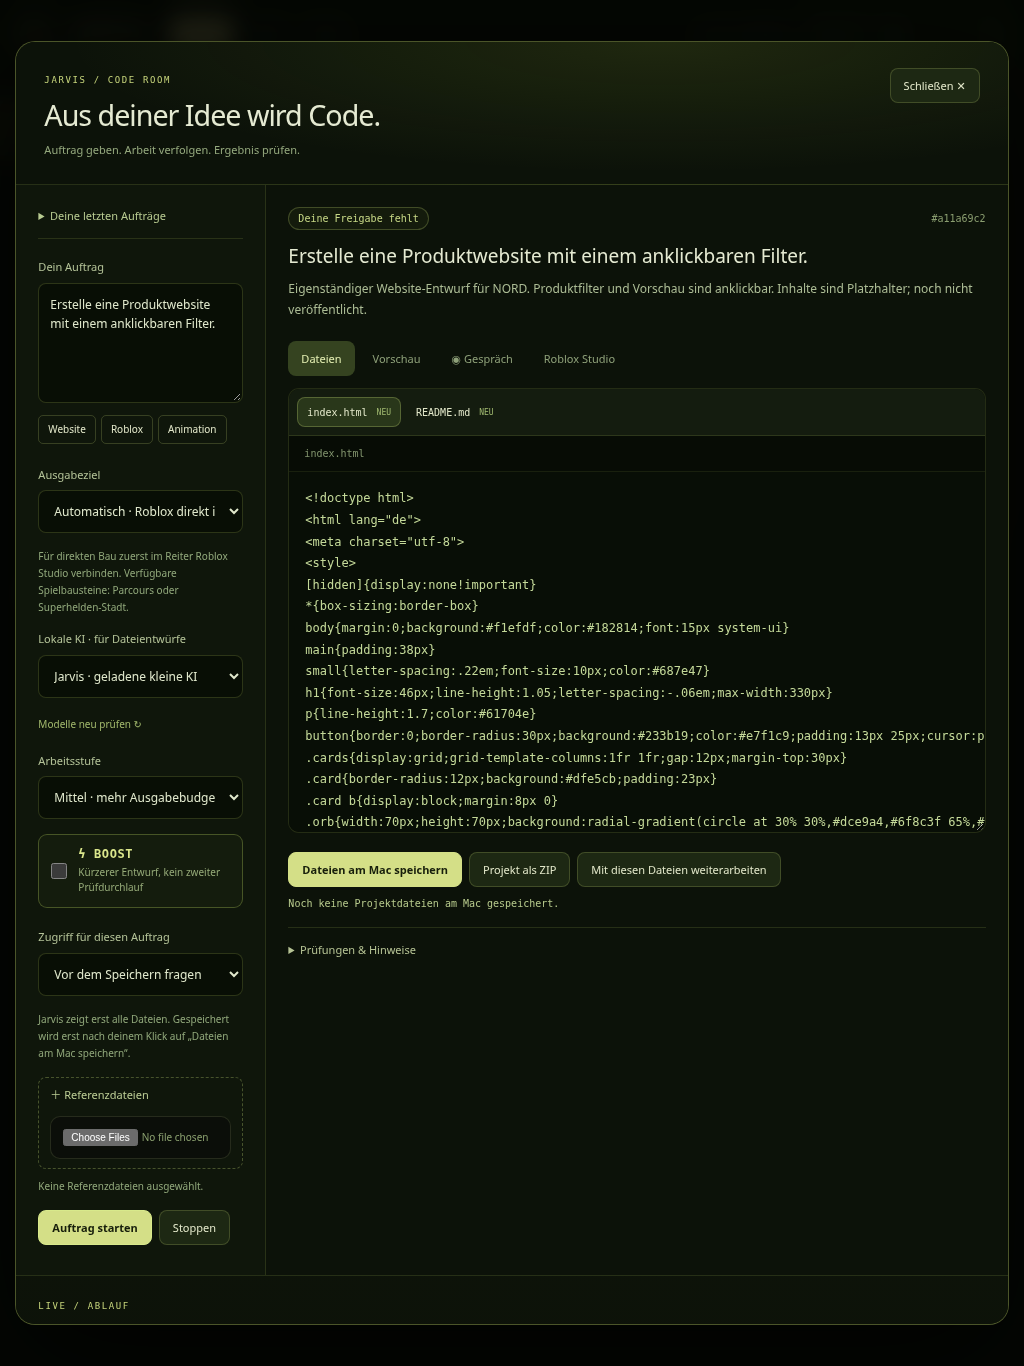 JARVIS / CODE ROOM
Aus deiner Idee wird Code.
Auftrag geben. Arbeit verfolgen. Ergebnis prüfen.
Schließen ✕
▶ Deine letzten Aufträge
Dein Auftrag
Erstelle eine Produktwebsite
mit einem anklickbaren Filter.
Website
Roblox
Animation
Ausgabeziel
Automatisch · Roblox direkt i
Für direkten Bau zuerst im Reiter Roblox
Studio verbinden. Verfügbare
Spielbausteine: Parcours oder
Superhelden-Stadt.
Lokale KI · für Dateientwürfe
Jarvis · geladene kleine KI
Modelle neu prüfen ↻
Arbeitsstufe
Mittel · mehr Ausgabebudge
ϟ BOOST
Kürzerer Entwurf, kein zweiter
Prüfdurchlauf
Zugriff für diesen Auftrag
Vor dem Speichern fragen
Jarvis zeigt erst alle Dateien. Gespeichert
wird erst nach deinem Klick auf „Dateien
am Mac speichern“.
＋ Referenzdateien
Choose Files No file chosen
Keine Referenzdateien ausgewählt.
Auftrag starten
Stoppen
Deine Freigabe fehlt
#a11a69c2
Erstelle eine Produktwebsite mit einem anklickbaren Filter.
Eigenständiger Website-Entwurf für NORD. Produktfilter und Vorschau sind anklickbar. Inhalte sind Platzhalter; noch nicht
veröffentlicht.
Dateien
Vorschau
◉ Gespräch
Roblox Studio
index.html NEU
README.md NEU
index.html
<!doctype html>
<html lang="de">
<meta charset="utf-8">
<style>
[hidden]{display:none!important}
*{box-sizing:border-box}
body{margin:0;background:#f1efdf;color:#182814;font:15px system-ui}
main{padding:38px}
small{letter-spacing:.22em;font-size:10px;color:#687e47}
h1{font-size:46px;line-height:1.05;letter-spacing:-.06em;max-width:330px}
p{line-height:1.7;color:#61704e}
button{border:0;border-radius:30px;background:#233b19;color:#e7f1c9;padding:13px 25px;cursor:p
.cards{display:grid;grid-template-columns:1fr 1fr;gap:12px;margin-top:30px}
.card{border-radius:12px;background:#dfe5cb;padding:23px}
.card b{display:block;margin:8px 0}
.orb{width:70px;height:70px;background:radial-gradient(circle at 30% 30%,#dce9a4,#6f8c3f 65%,#
Dateien am Mac speichern
Projekt als ZIP
Mit diesen Dateien weiterarbeiten
Noch keine Projektdateien am Mac gespeichert.
▶ Prüfungen & Hinweise
LIVE / ABLAUF